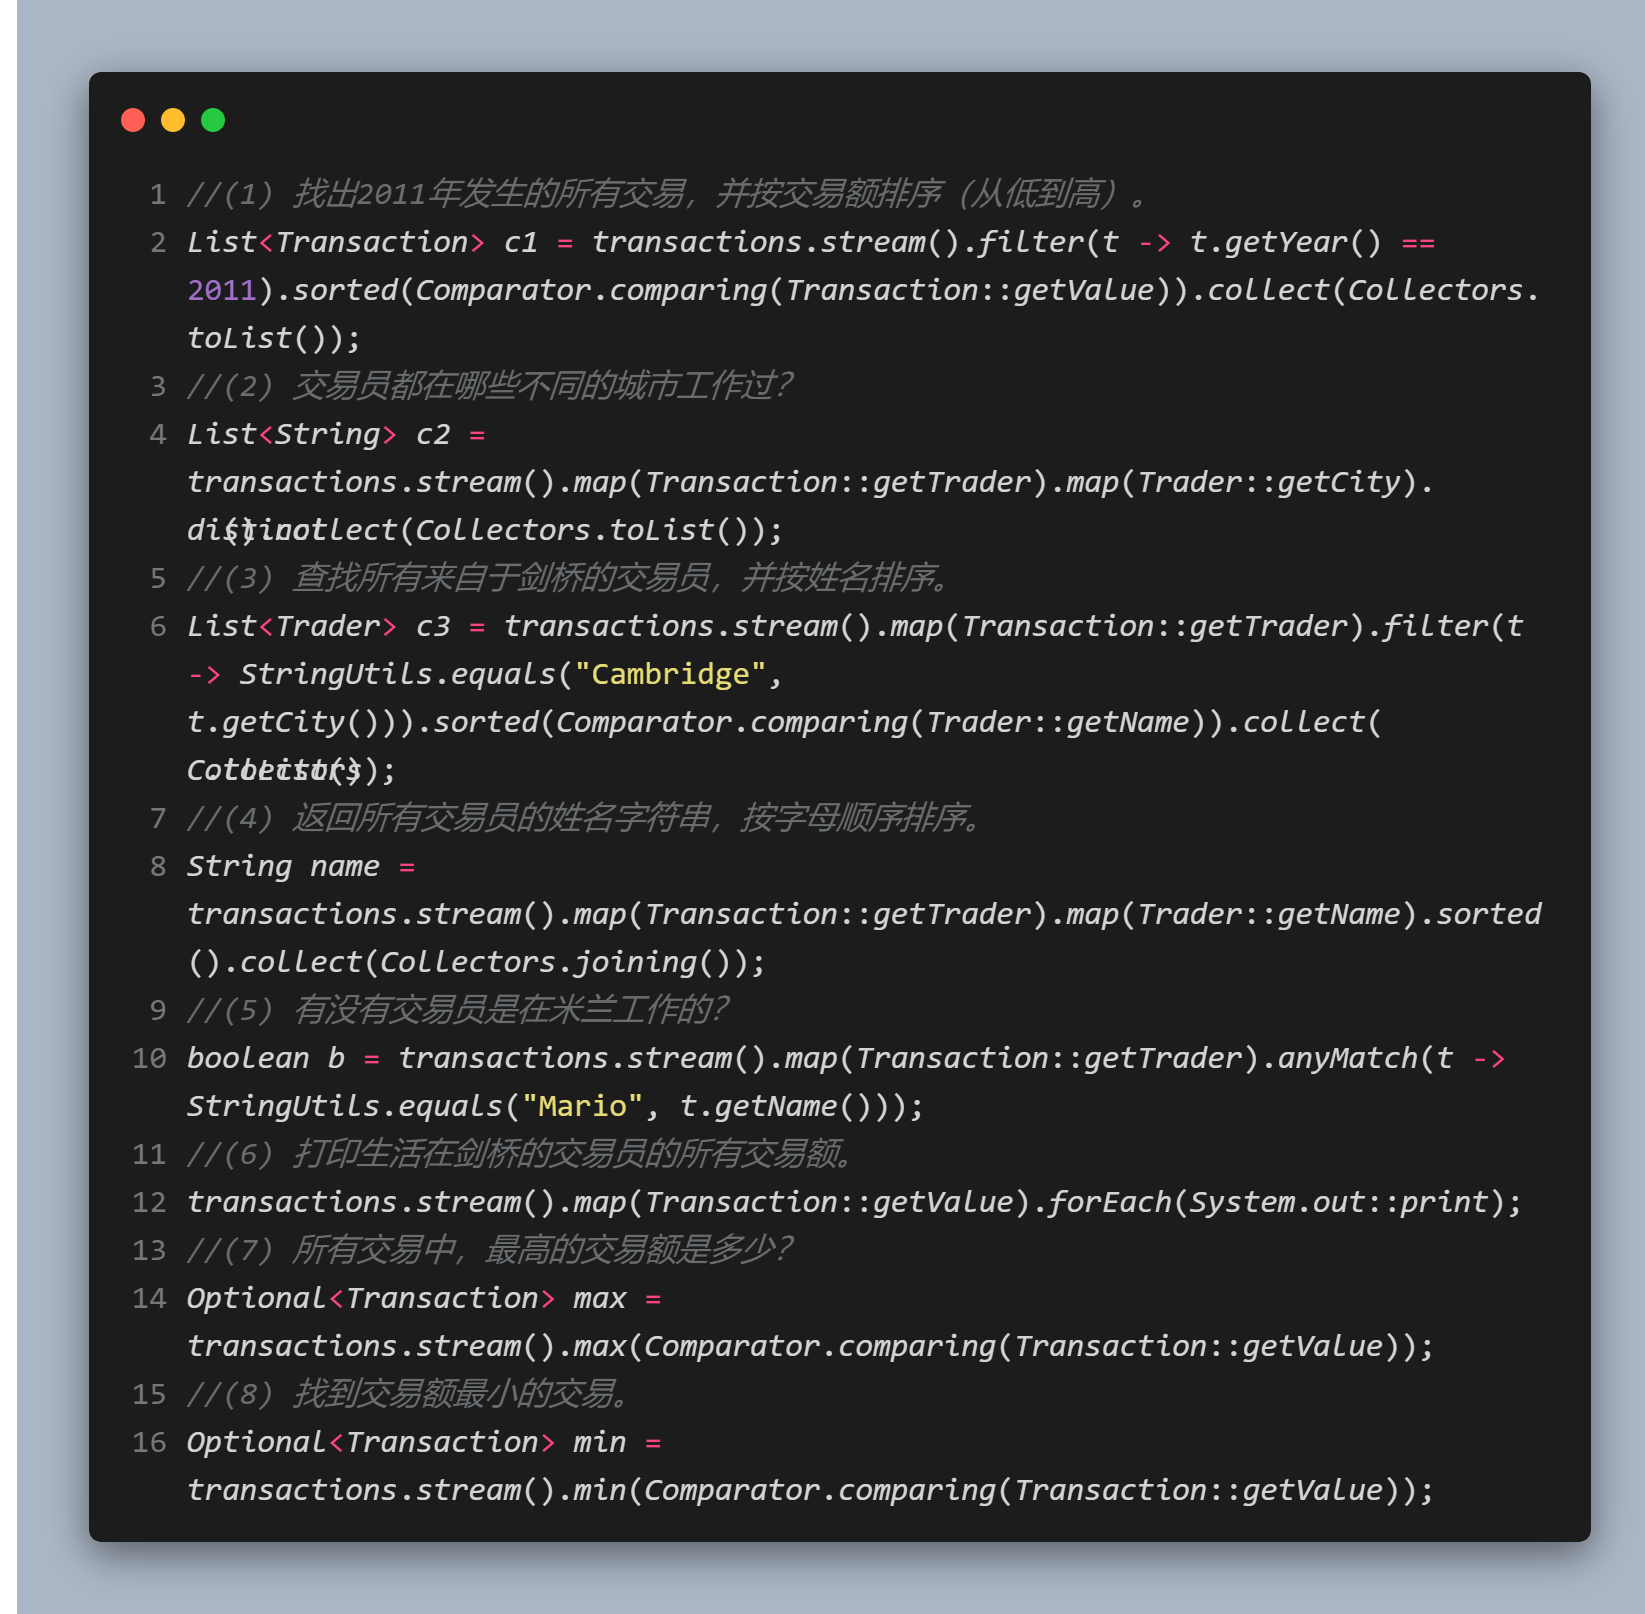 1 //(1) 找出2011年发生的所有交易，并按交易额排序（从低到高）。
2 List<Transaction> c1 = transactions.stream().filter(t -> t.getYear() ==
2011).sorted(Comparator.comparing(Transaction::getValue)).collect(Collectors.
toList());
3 //(2) 交易员都在哪些不同的城市工作过？
4 List<String> c2 =
transactions.stream().map(Transaction::getTrader).map(Trader::getCity).
distinct().collect(Collectors.toList());
5 //(3) 查找所有来自于剑桥的交易员，并按姓名排序。
6 List<Trader> c3 = transactions.stream().map(Transaction::getTrader).filter(t
-> StringUtils.equals("Cambridge",
t.getCity())).sorted(Comparator.comparing(Trader::getName)).collect(
Collectors.toList());
7 //(4) 返回所有交易员的姓名字符串，按字母顺序排序。
8 String name =
transactions.stream().map(Transaction::getTrader).map(Trader::getName).sorted
().collect(Collectors.joining());
9 //(5) 有没有交易员是在米兰工作的？
10 boolean b = transactions.stream().map(Transaction::getTrader).anyMatch(t ->
StringUtils.equals("Mario", t.getName()));
11 //(6) 打印生活在剑桥的交易员的所有交易额。
12 transactions.stream().map(Transaction::getValue).forEach(System.out::print);
13 //(7) 所有交易中，最高的交易额是多少？
14 Optional<Transaction> max =
transactions.stream().max(Comparator.comparing(Transaction::getValue));
15 //(8) 找到交易额最小的交易。
16 Optional<Transaction> min =
transactions.stream().min(Comparator.comparing(Transaction::getValue));